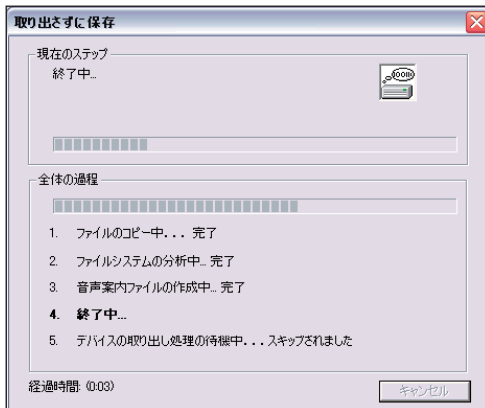 取り出さずに保存
現在のステップ
終了中...
全体の過程
1. ファイルのコピー中... 完了
2. ファイルシステムの分析中... 完了
3. 音声案内ファイルの作成中... 完了
4. 終了中...
5. デバイスの取り出し処理の待機中...スキップされました
経過時間: (0:03)
キャンセル